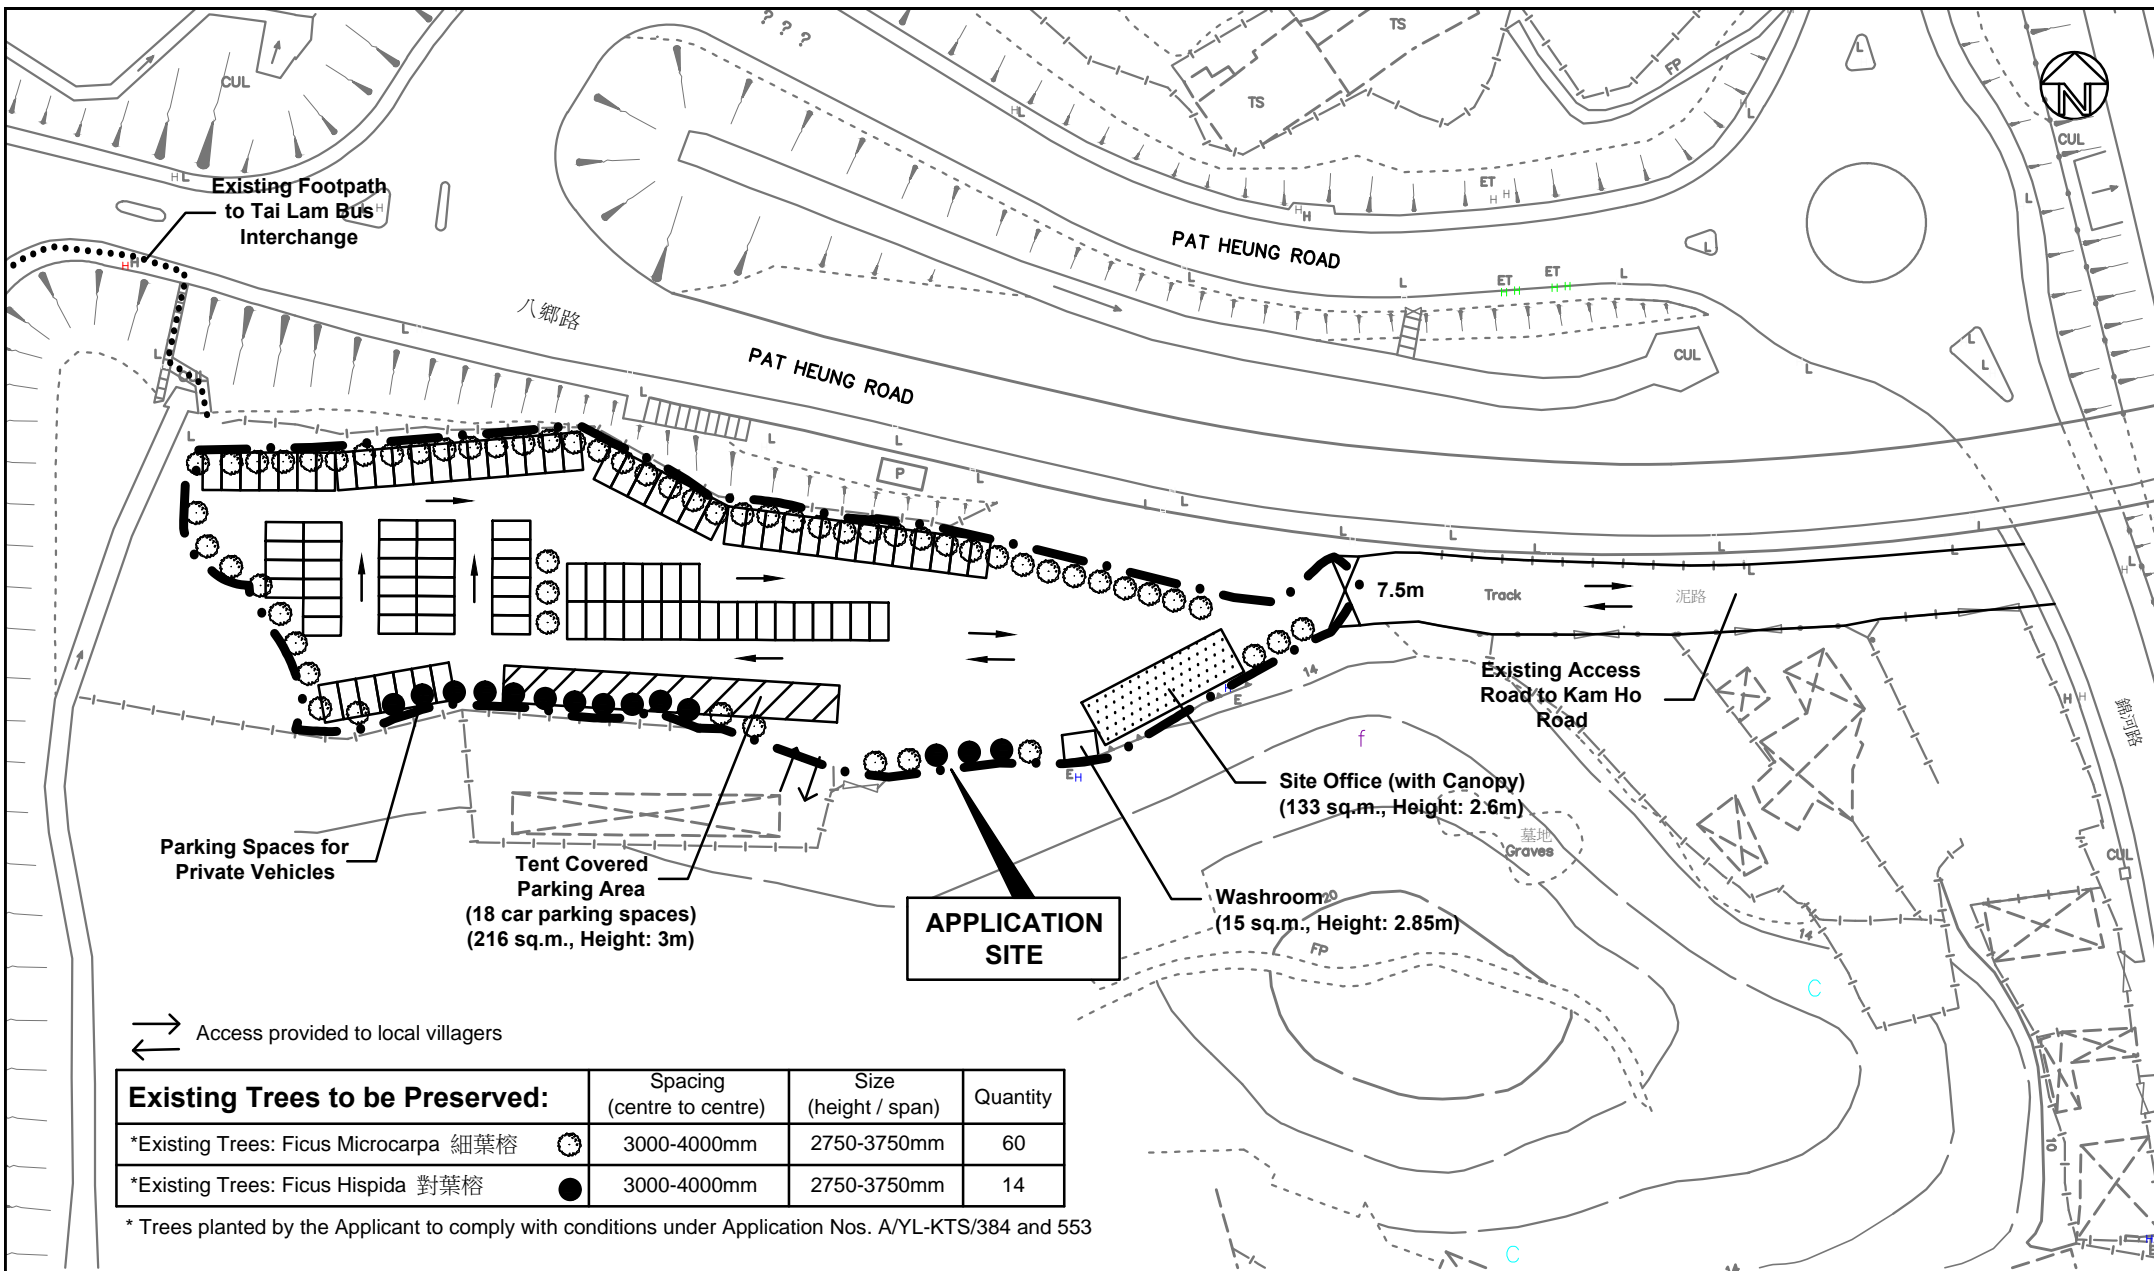 ? ? ?
TS
TS
FP
L
CUL
CUL
N
HL
HL
L
L
ET
H H
HH
L
Existing Footpath
to Tai Lam Bus
Interchange
L H
HH
PAT HEUNG ROAD
L
L
L
ET
ET
L
H H
H H
八鄉路
L
L
PAT HEUNG ROAD
CUL
L
L
L
L
L
L
L
L
P
L
L
L
L
L
L
L
L
L
L
L
7.5m
Track
泥路
14
E
H
Existing Access
Road to Kam Ho
Road
H H
錦河路
f
EH
Site Office (with Canopy)
(133 sq.m., Height: 2.6m)
墓地
Graves
Parking Spaces for
Private Vehicles
Tent Covered
Parking Area
(18 car parking spaces)
(216 sq.m., Height: 3m)
APPLICATION
SITE
Washroom
20
(15 sq.m., Height: 2.85m)
FP
14
CUL
C
Access provided to local villagers
Existing Trees to be Preserved:
Spacing
(centre to centre)
Size
(height / span)
Quantity
*Existing Trees: Ficus Microcarpa 細葉榕
3000-4000mm
2750-3750mm
60
*Existing Trees: Ficus Hispida 對葉榕
3000-4000mm
2750-3750mm
14
* Trees planted by the Applicant to comply with conditions under Application Nos. A/YL-KTS/384 and 553
10
C
14
H